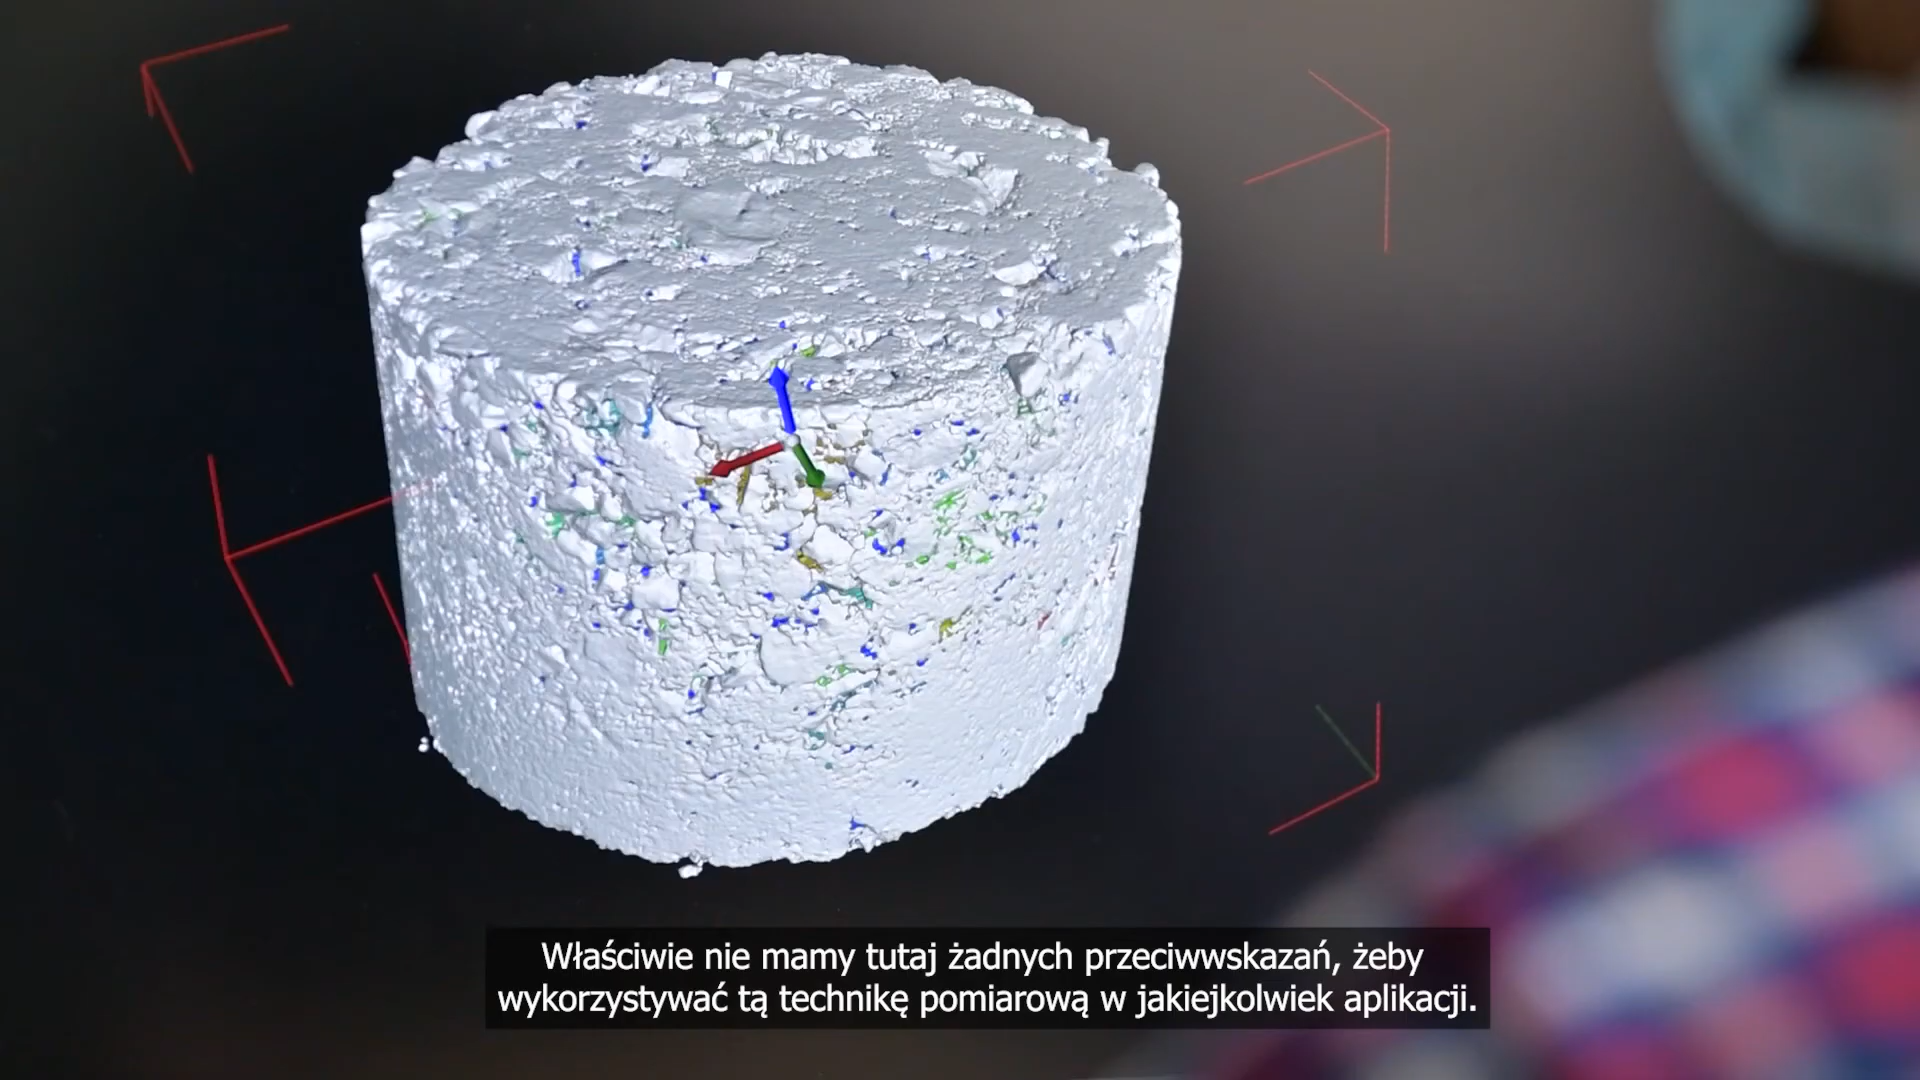 Właściwie nie mamy tutaj żadnych przeciwwskazań, żeby
wykorzystywać tą technikę pomiarową w jakiejkolwiek aplikacji.